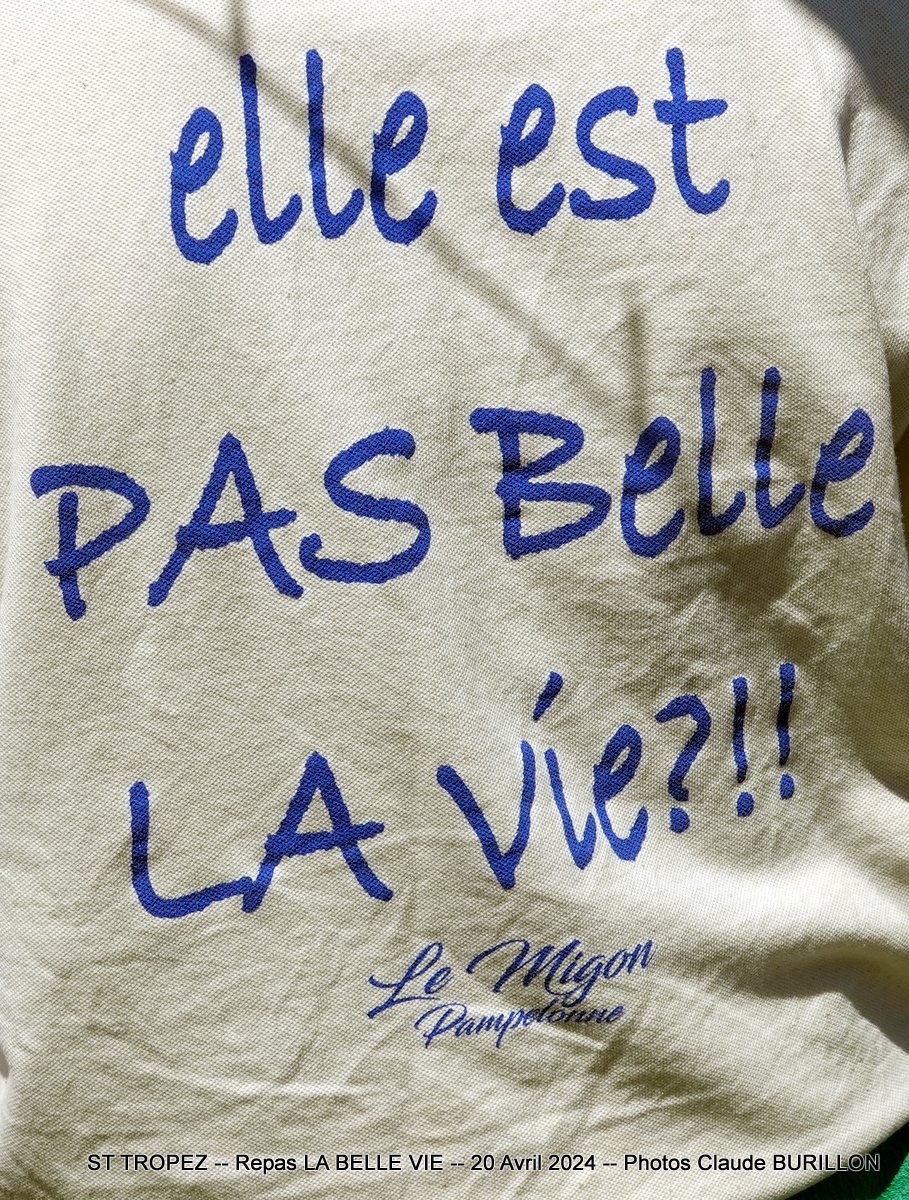 elle est
PAS Belle
LA vie?!!
Le Migon
Pampelonne
ST TROPEZ -- Repas LA BELLE VIE -- 20 Avril 2024 -- Photos Claude BURILLON